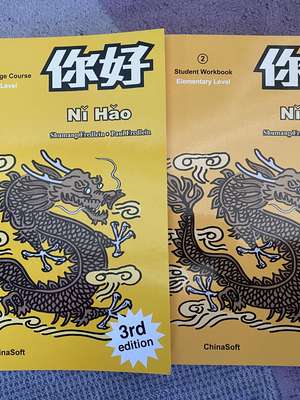 ge Course
Level
你好
Nǐ Hǎo
Shumang Fredlein • Paul Fredlein
3rd
edition
inaSoft
2
Student Workbook
Elementary Level
你
Nǐ
Shumang Fredlein
ChinaSoft